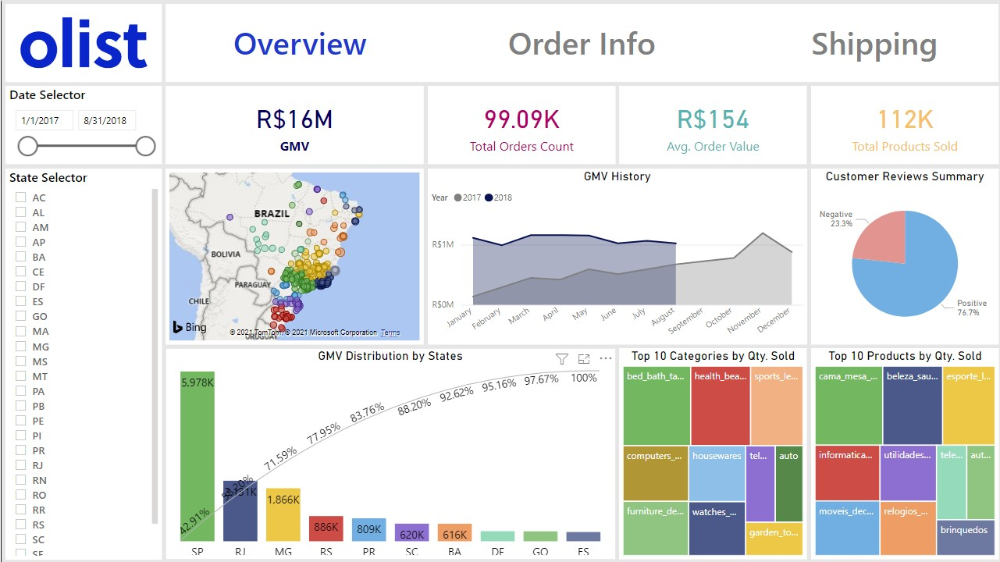 olist
Overview
Order Info
Shipping
Date Selector
1/1/2017
8/31/2018
R$16M
GMV
99.09K
Total Orders Count
R$154
Avg. Order Value
112K
Total Products Sold
State Selector
AC
AL
AM
AP
BA
CE
DF
ES
GO
MA
MG
MS
MT
PA
PB
PE
PI
PR
RJ
RN
RO
RR
RS
SC
SE
BRAZIL
BOLIVIA
PARAGUAY
CHILE
URUGUAY
Bing
© 2021 TomTom, © 2021 Microsoft Corporation Terms
GMV History
Year 2017 2018
R$1M
R$0M
January
February
March
April
May
June
July
August
September
October
November
December
Customer Reviews Summary
Negative
23.3%
Positive
76.7%
GMV Distribution by States
5,978K
1,866K
886K
809K
620K
616K
42.91%
71.59%
77.95%
83.76%
88.20%
92.62%
95.16%
97.67%
100%
SP
RJ
MG
RS
PR
SC
BA
DF
GO
ES
Top 10 Categories by Qty. Sold
bed_bath_ta...
health_bea...
sports_le...
computers_...
housewares
tel...
auto
furniture_de...
watches_...
garden_to...
Top 10 Products by Qty. Sold
cama_mesa_...
beleza_sau...
esporte_l...
informatica...
utilidades...
tele...
aut...
moveis_dec...
relogios_...
brinquedos